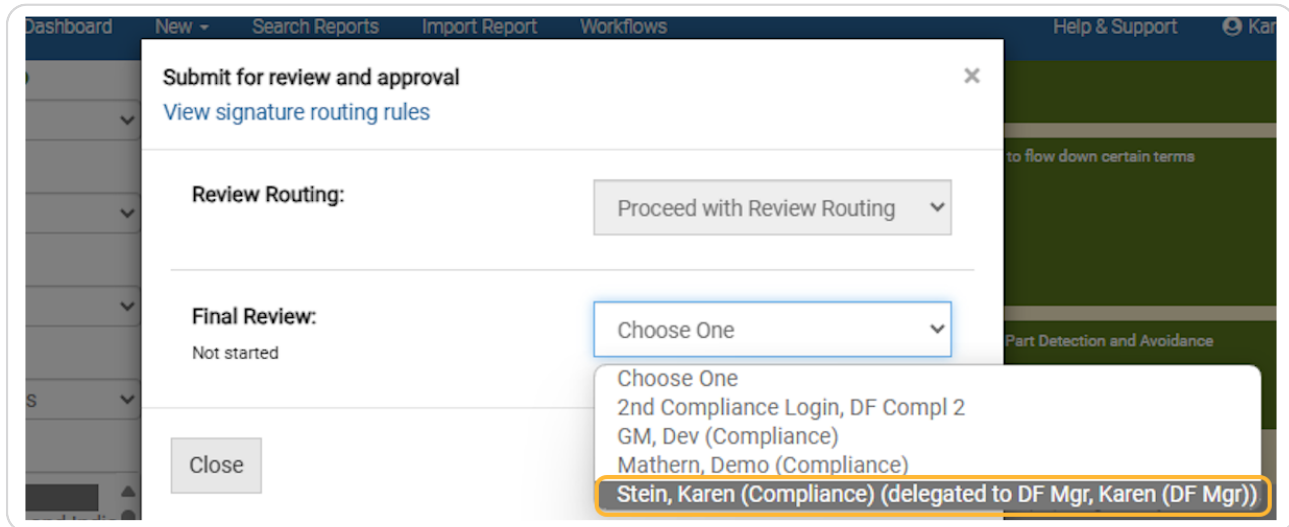 Dashboard New Search Reports Import Report Workflows Help & Support Kar
Submit for review and approval ×
View signature routing rules
to flow down certain terms
Review Routing: Proceed with Review Routing
Final Review: Choose One
Not started
Part Detection and Avoidance
Choose One
S
2nd Compliance Login, DF Compl 2
GM, Dev (Compliance)
Close
Mathern, Demo (Compliance)
Stein, Karen (Compliance) (delegated to DF Mgr, Karen (DF Mgr))